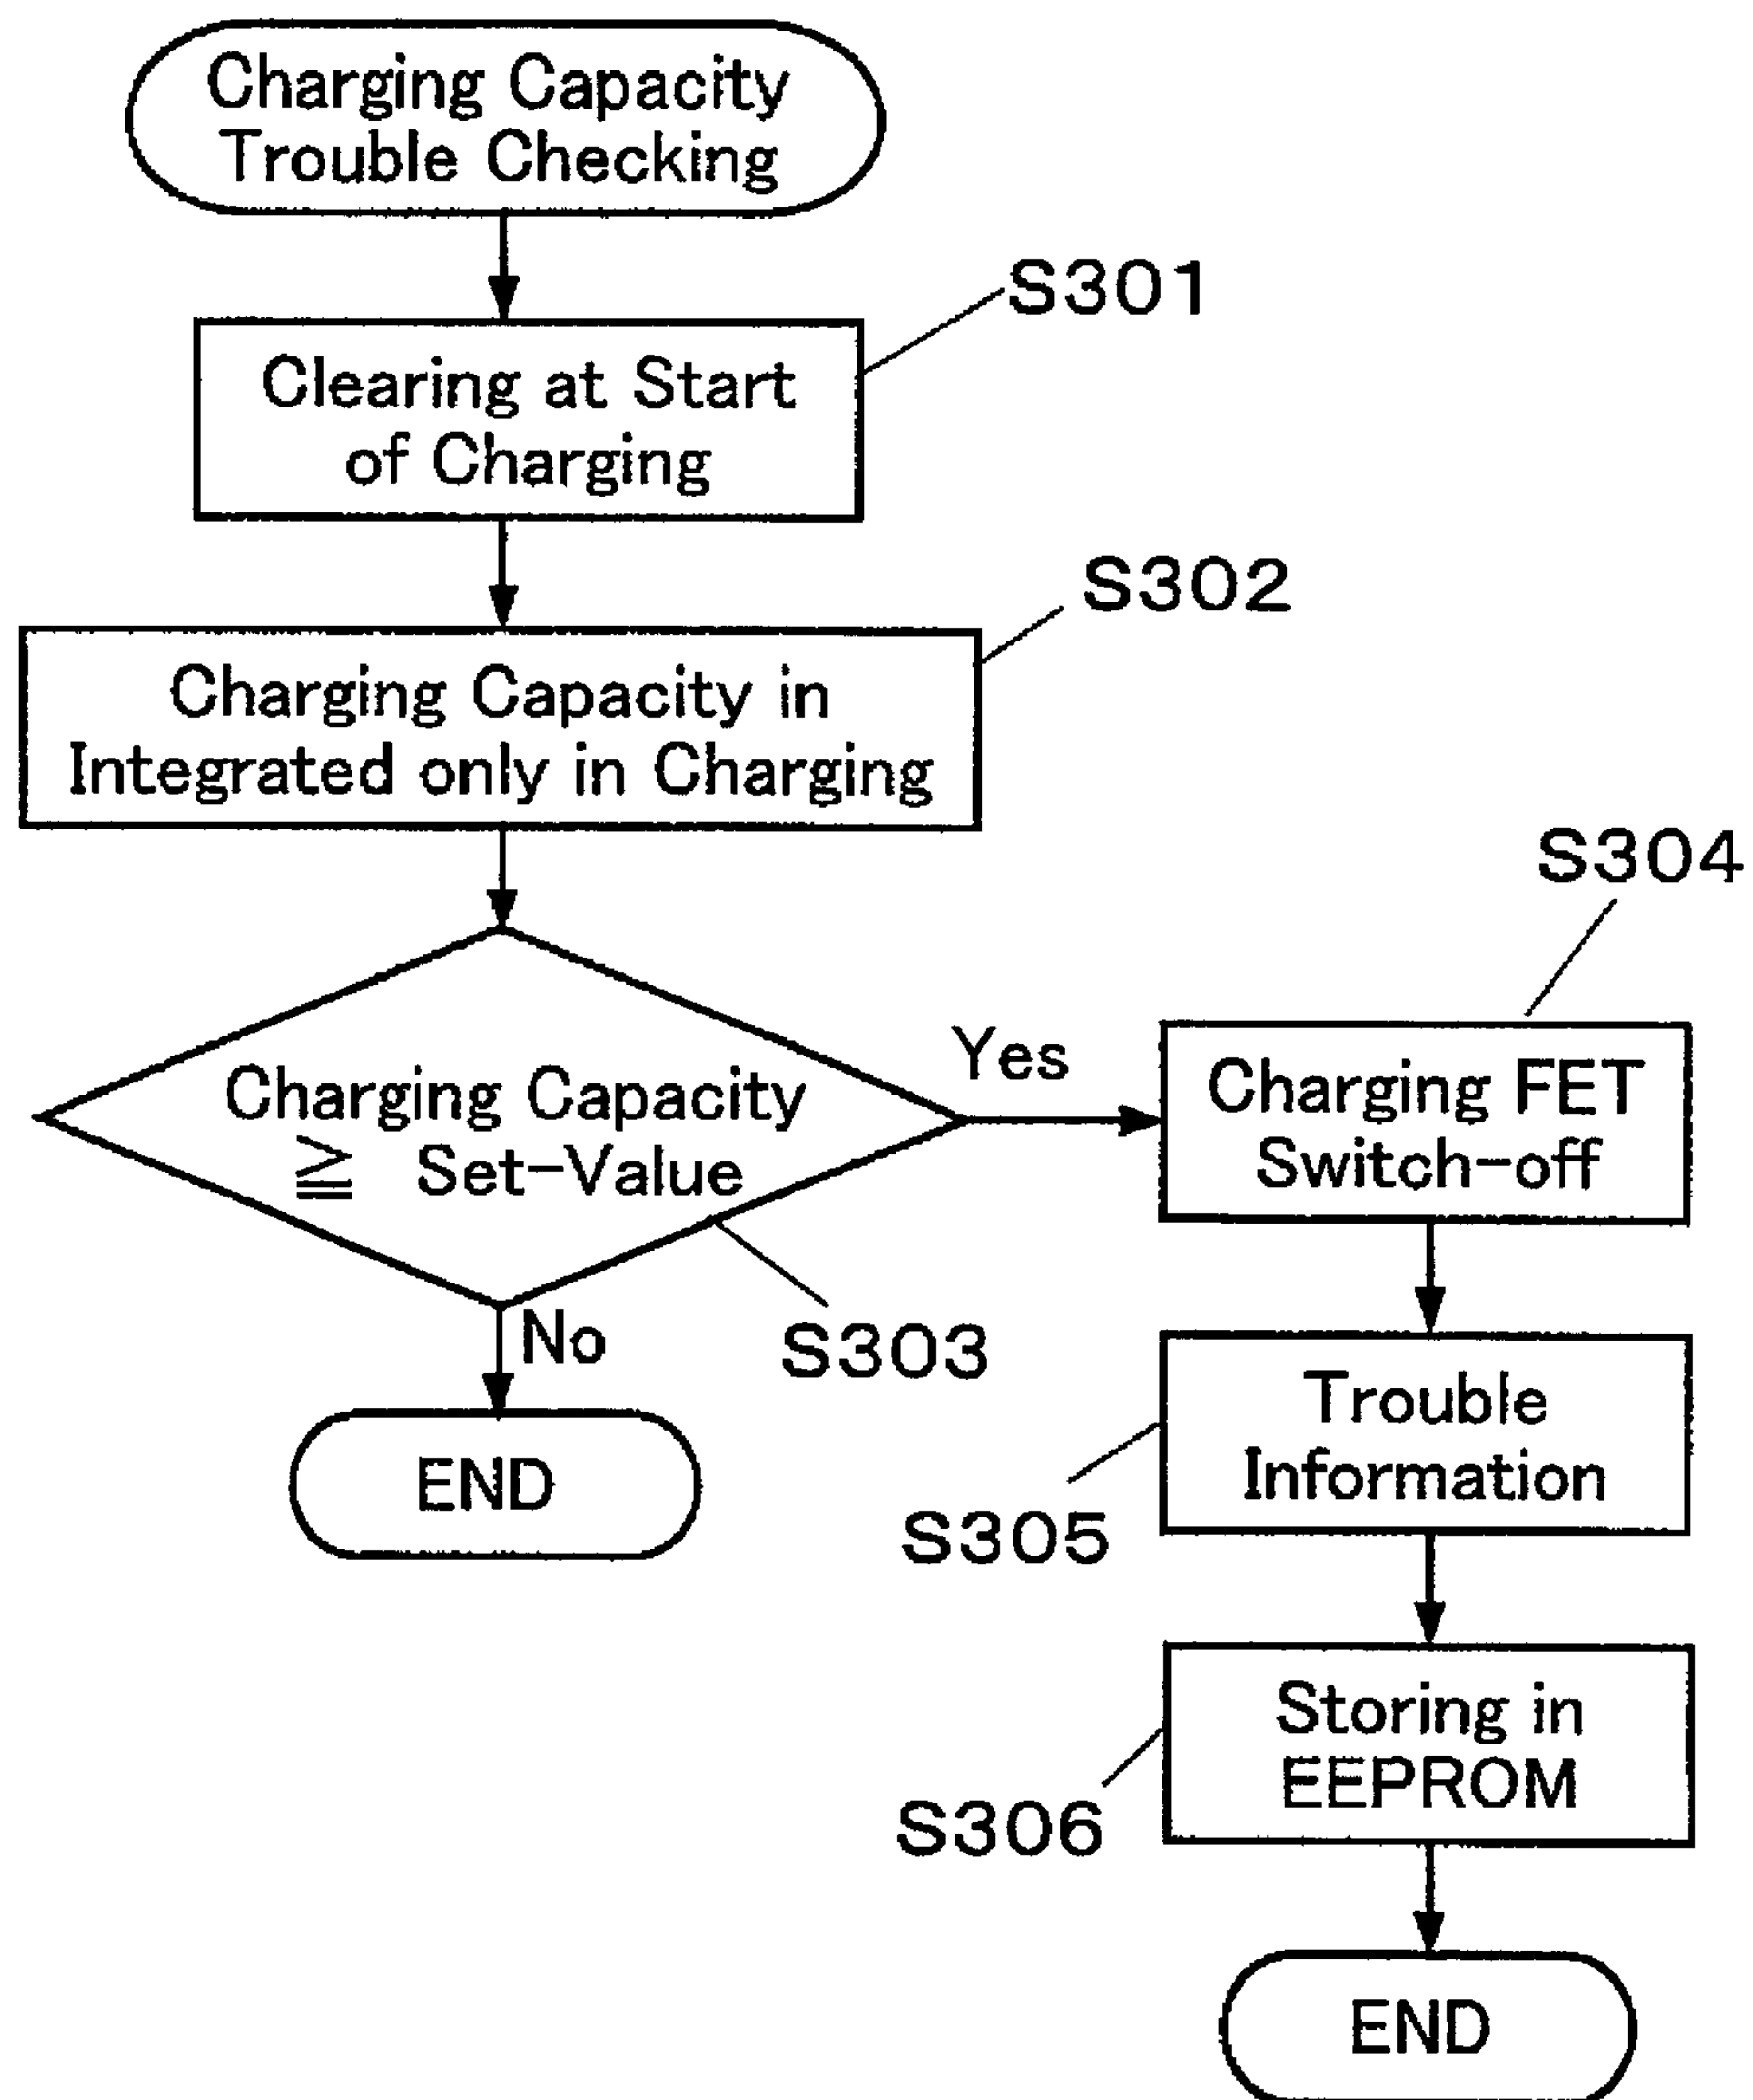 Charging Capacity
Trouble Checking
S301
Clearing at Start
of Charging
S302
Charging Capacity in
Integrated only in Charging
S304
Yes
Charging Capacity
≧ Set-Value
Charging FET
Switch-off
No
S303
END
Trouble
Information
S305
Storing in
EEPROM
S306
END